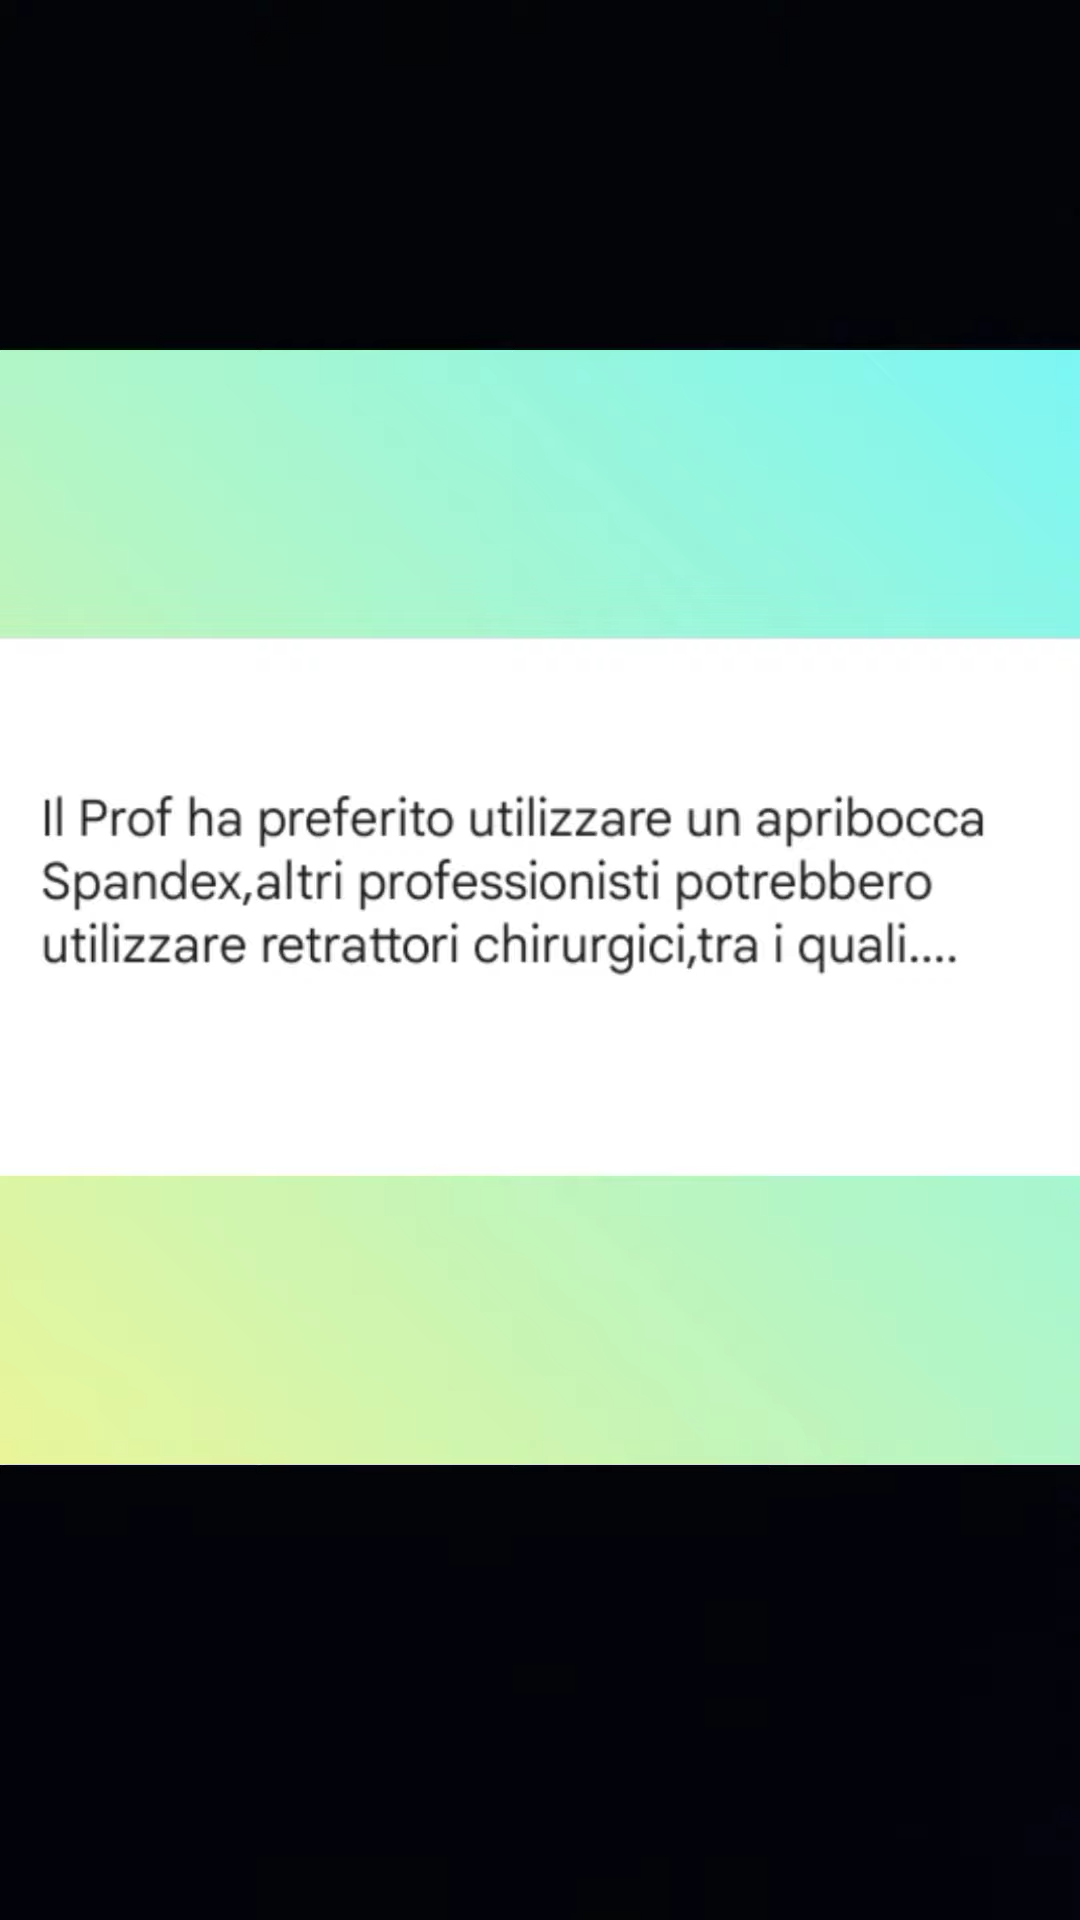 Il Prof ha preferito utilizzare un apribocca
Spandex,altri professionisti potrebbero
utilizzare retrattori chirurgici,tra i quali....